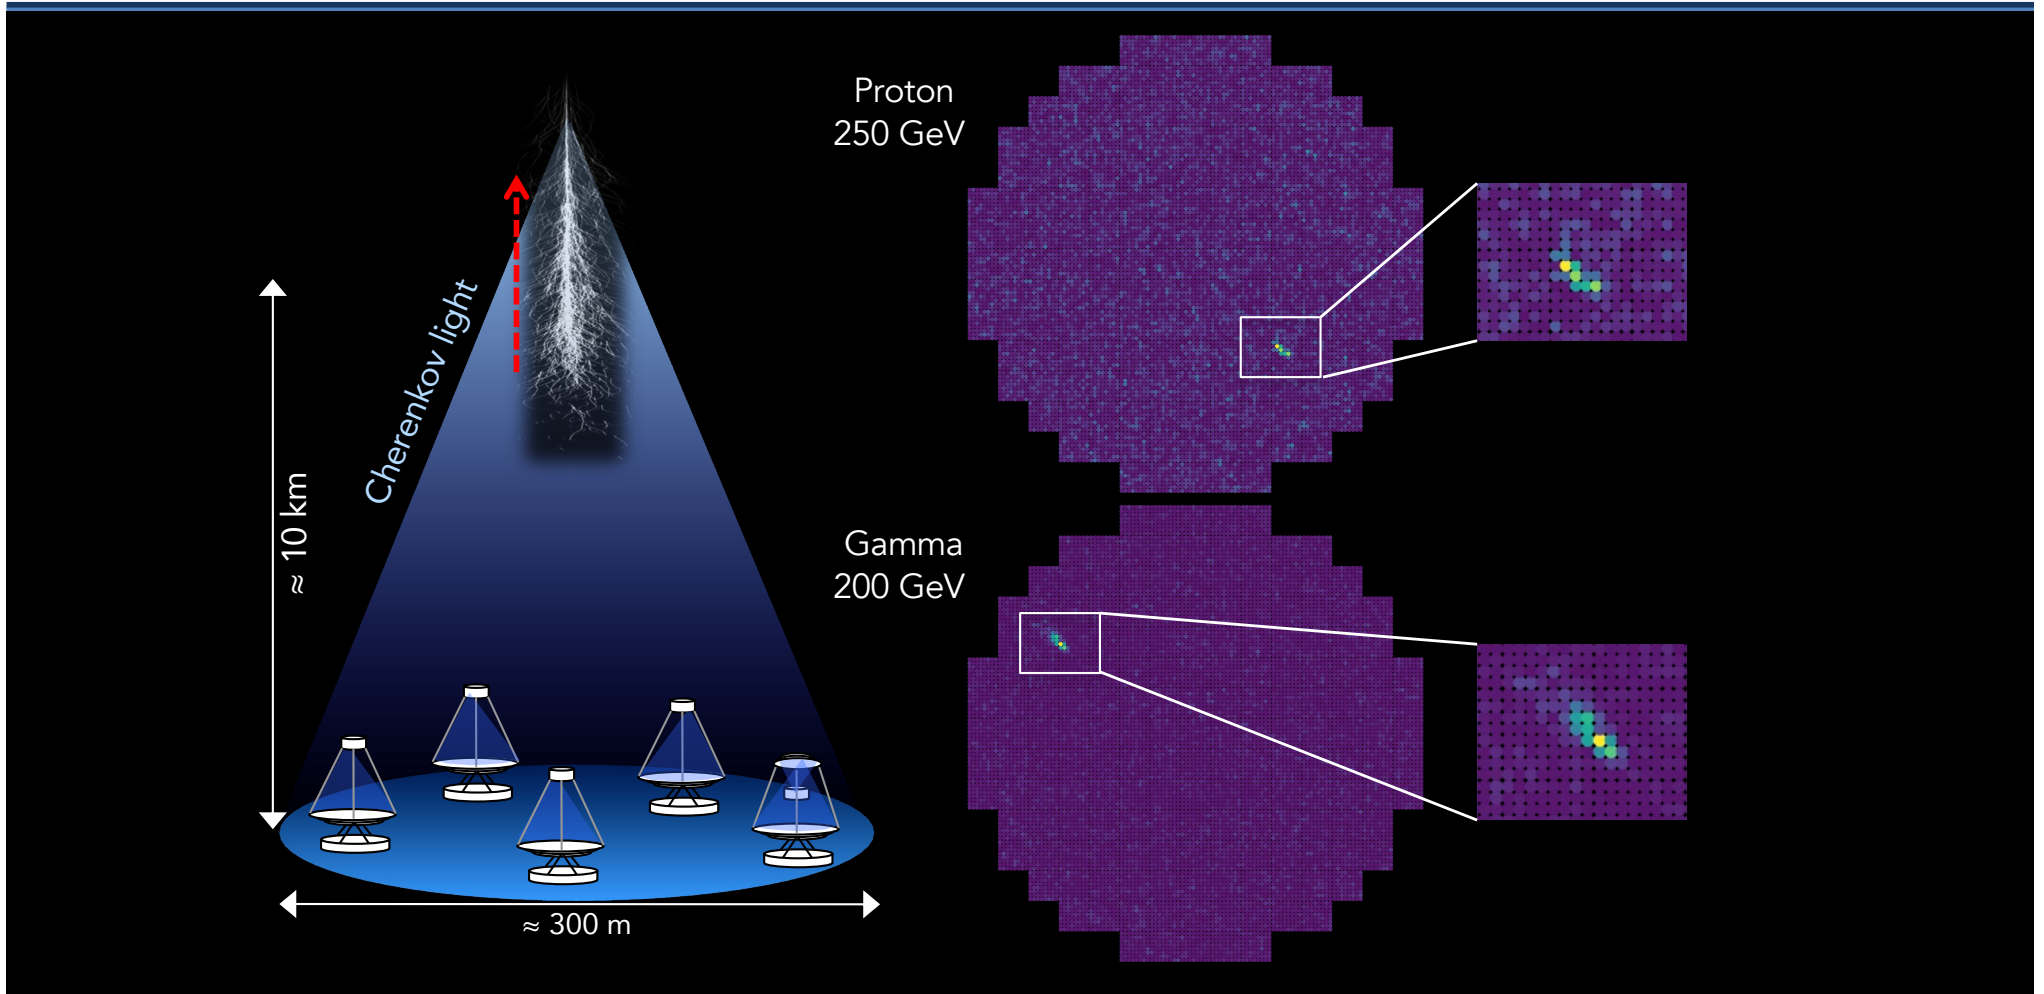 Proton
250 GeV
Cherenkov light
≈ 10 km
Gamma
200 GeV
≈ 300 m